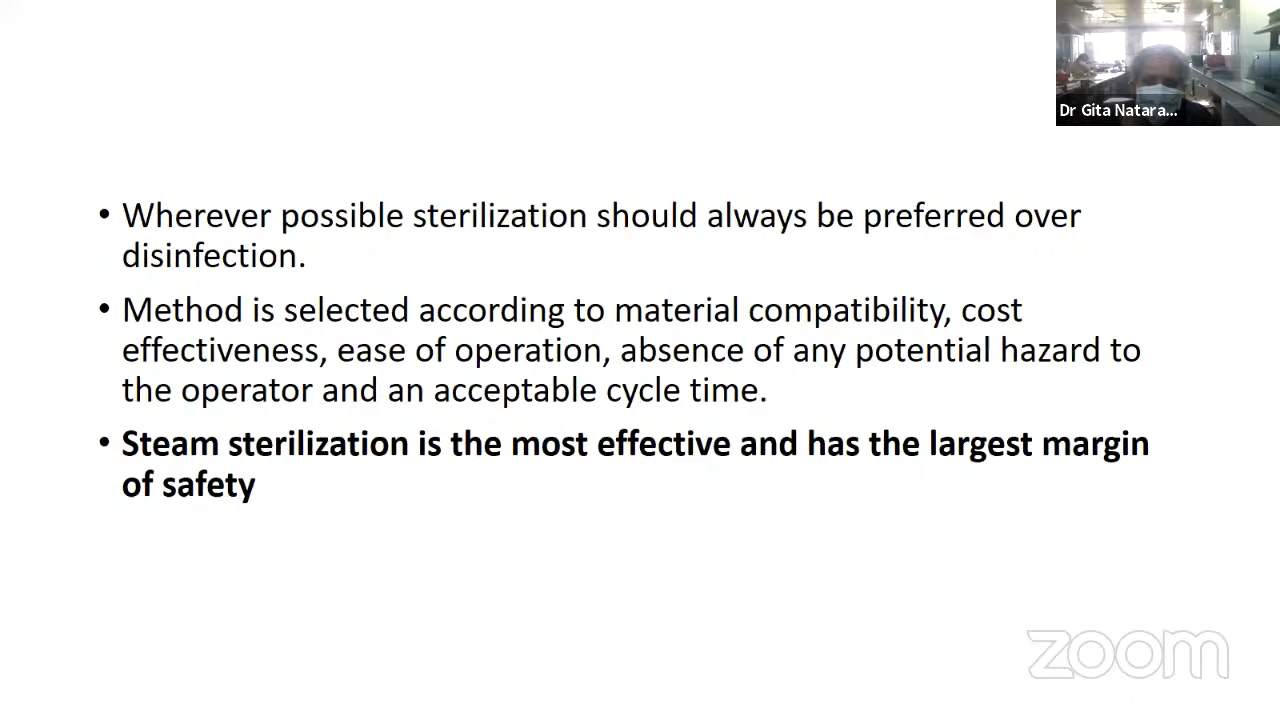 Dr Gita Natara...
• Wherever possible sterilization should always be preferred over
disinfection.
• Method is selected according to material compatibility, cost
effectiveness, ease of operation, absence of any potential hazard to
the operator and an acceptable cycle time.
• Steam sterilization is the most effective and has the largest margin
of safety
zoom